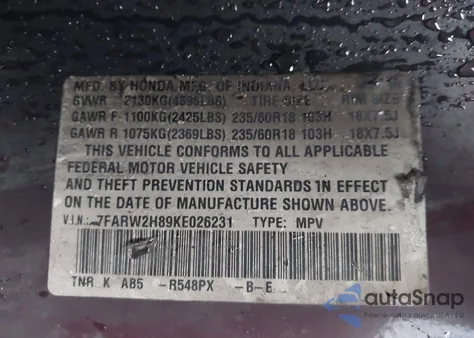 MFD. BY HONDA MFG. OF INDIANA, LLC
GVWR 2130KG(4696LBS) TIRE SIZE RIM SIZE
GAWR F 1100KG(2425LBS) 235/60R18 103H 18X7.5J
GAWR R 1075KG(2369LBS) 235/60R18 103H 18X7.5J
THIS VEHICLE CONFORMS TO ALL APPLICABLE
FEDERAL MOTOR VEHICLE SAFETY
AND THEFT PREVENTION STANDARDS IN EFFECT
ON THE DATE OF MANUFACTURE SHOWN ABOVE.
V.I.N.: 7FARW2H89KE026231 TYPE: MPV
TNR K AB5 -R548PX -B-E
autoSnap